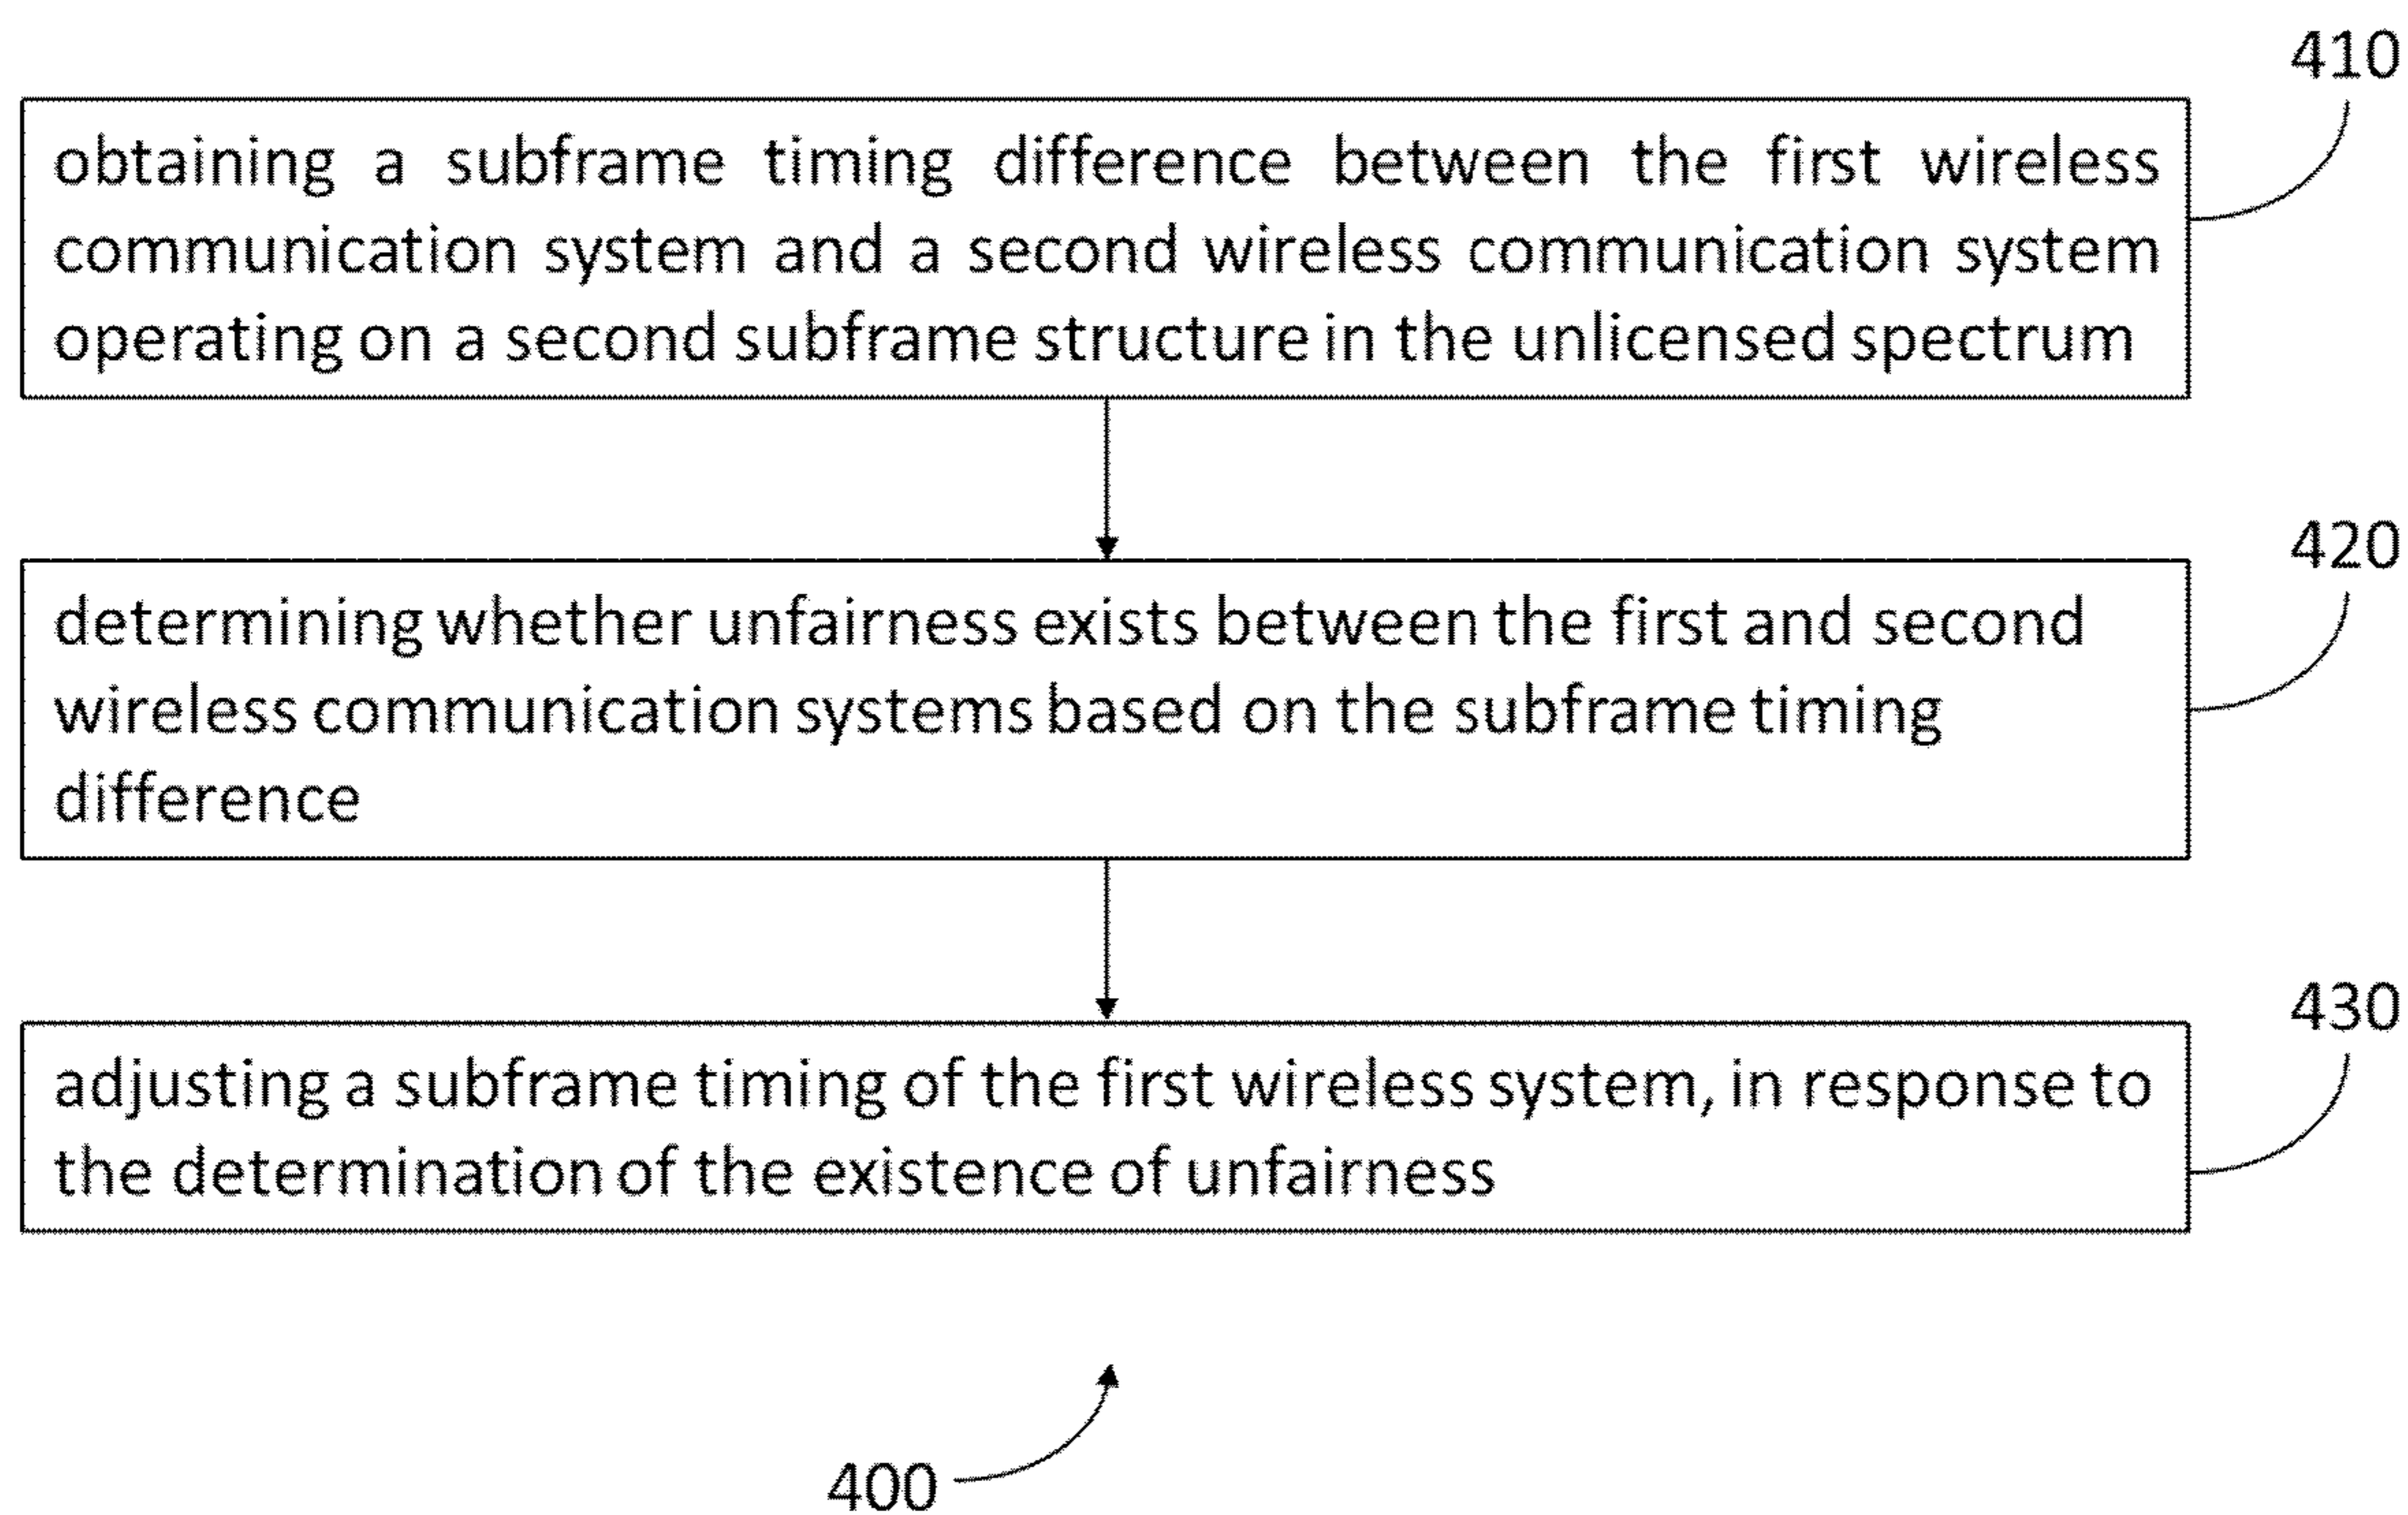 410
obtaining a subframe timing difference between the first wireless
communication system and a second wireless communication system
operating on a second subframe structure in the unlicensed spectrum
420
determining whether unfairness exists between the first and second
wireless communication systems based on the subframe timing
difference
430
adjusting a subframe timing of the first wireless system, in response to
the determination of the existence of unfairness
400